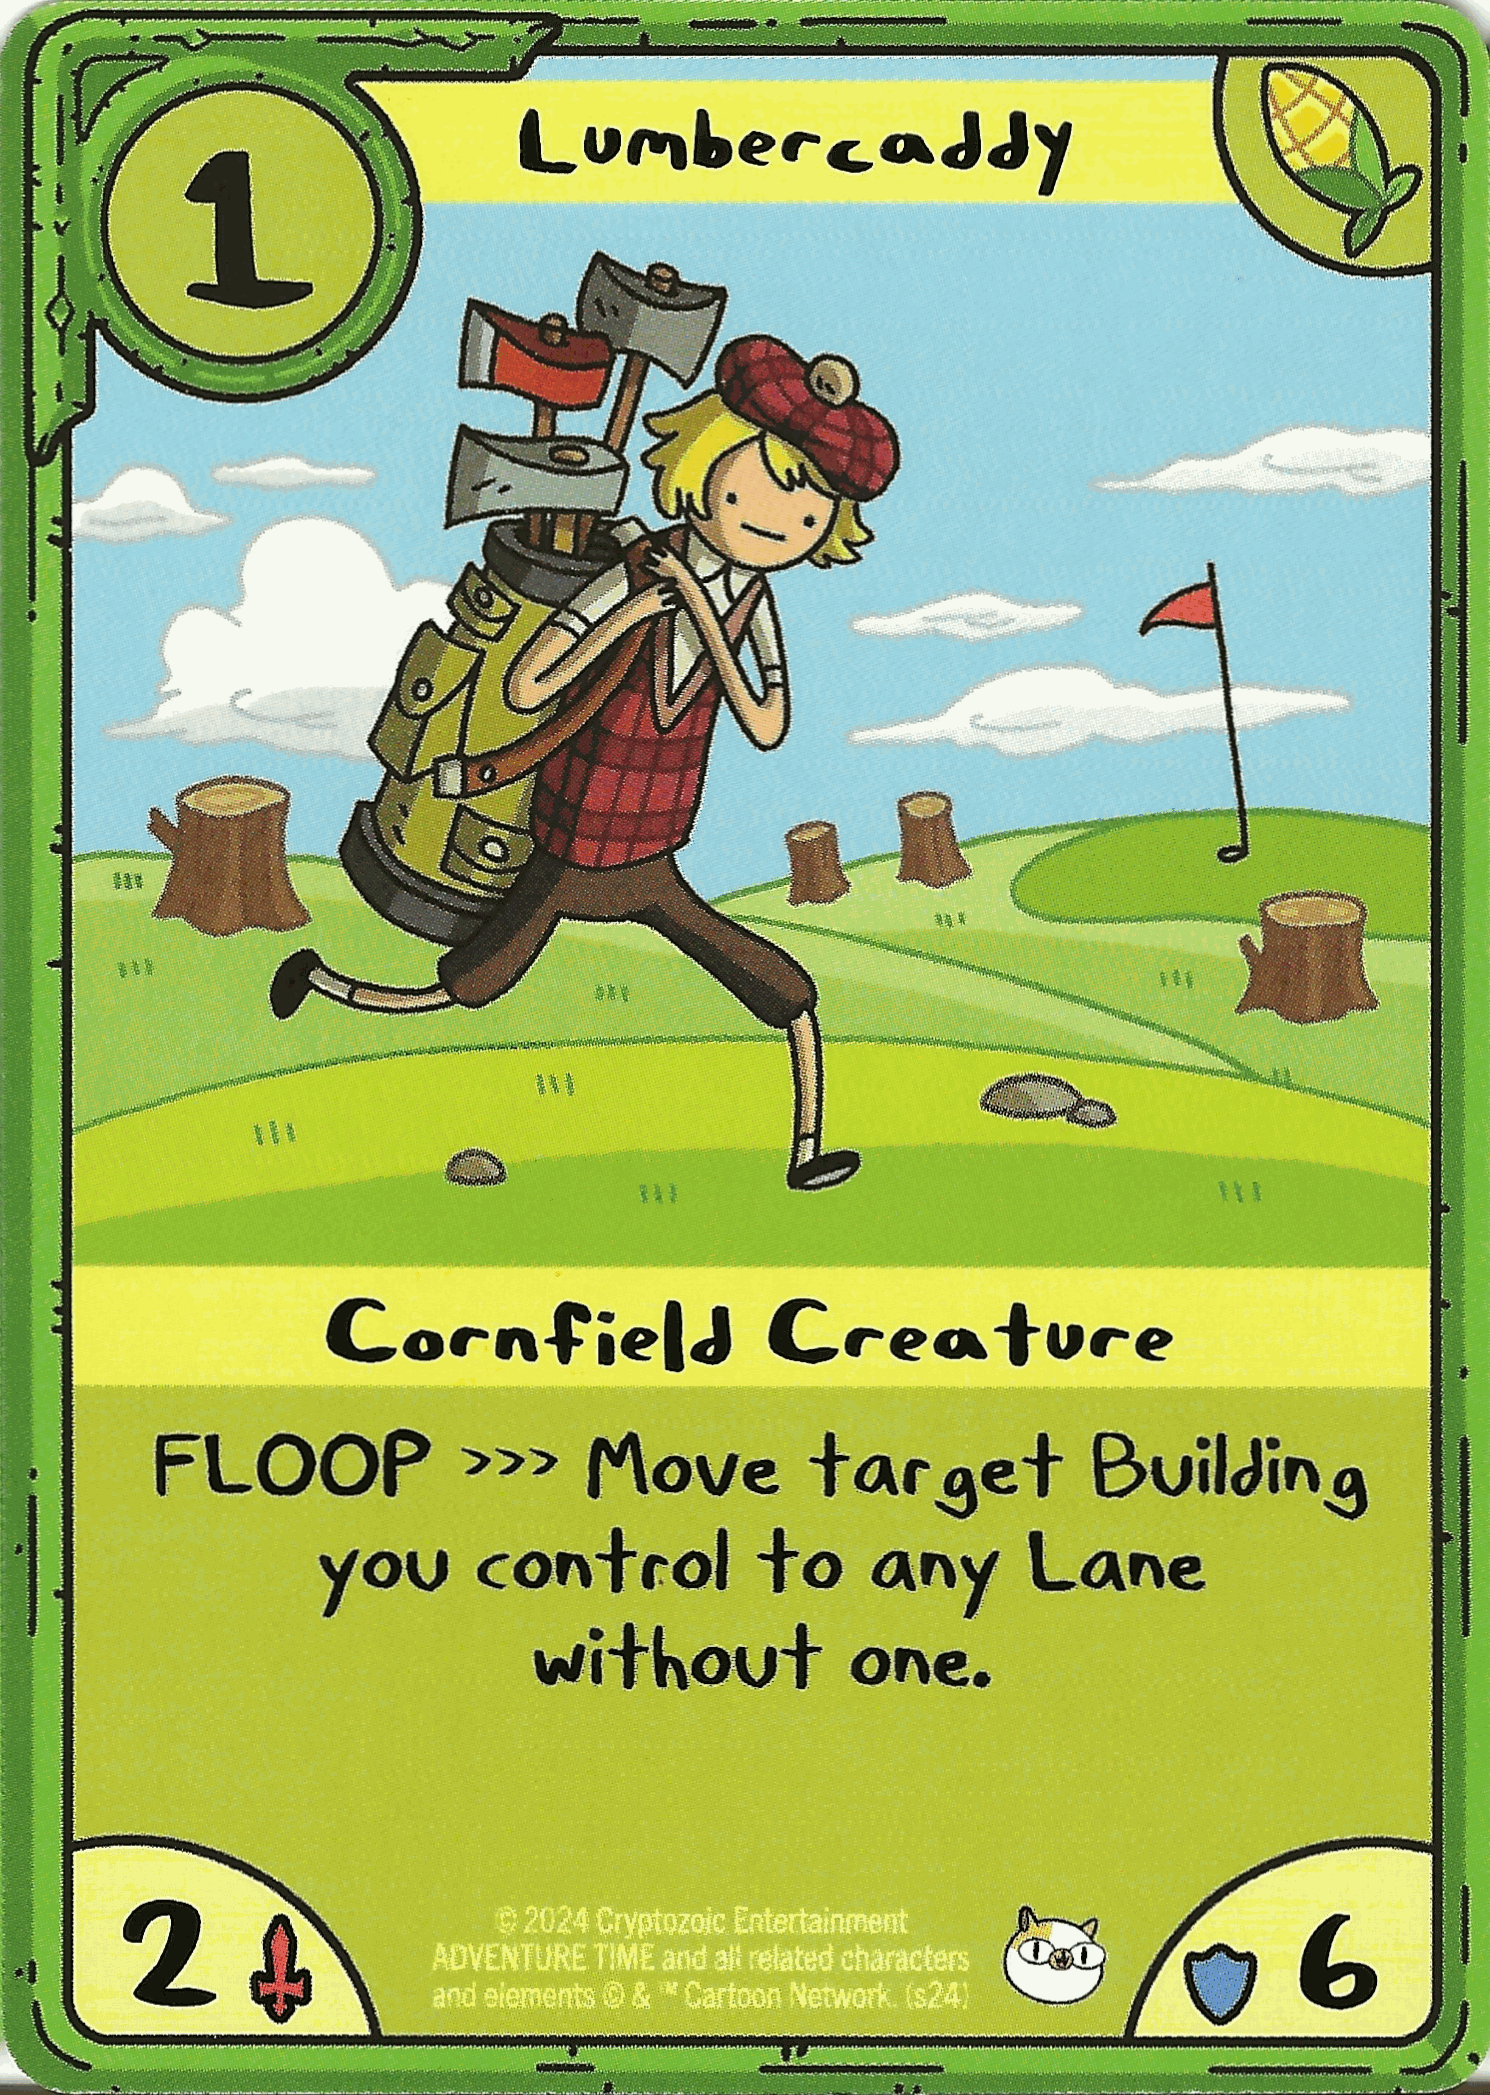 1
Lumbercaddy
Cornfield Creature
FLOOP >>> Move target Building
you control to any Lane
without one.
2
© 2024 Cryptozoic Entertainment
ADVENTURE TIME and all related characters
and elements © & ™ Cartoon Network. (s24)
6